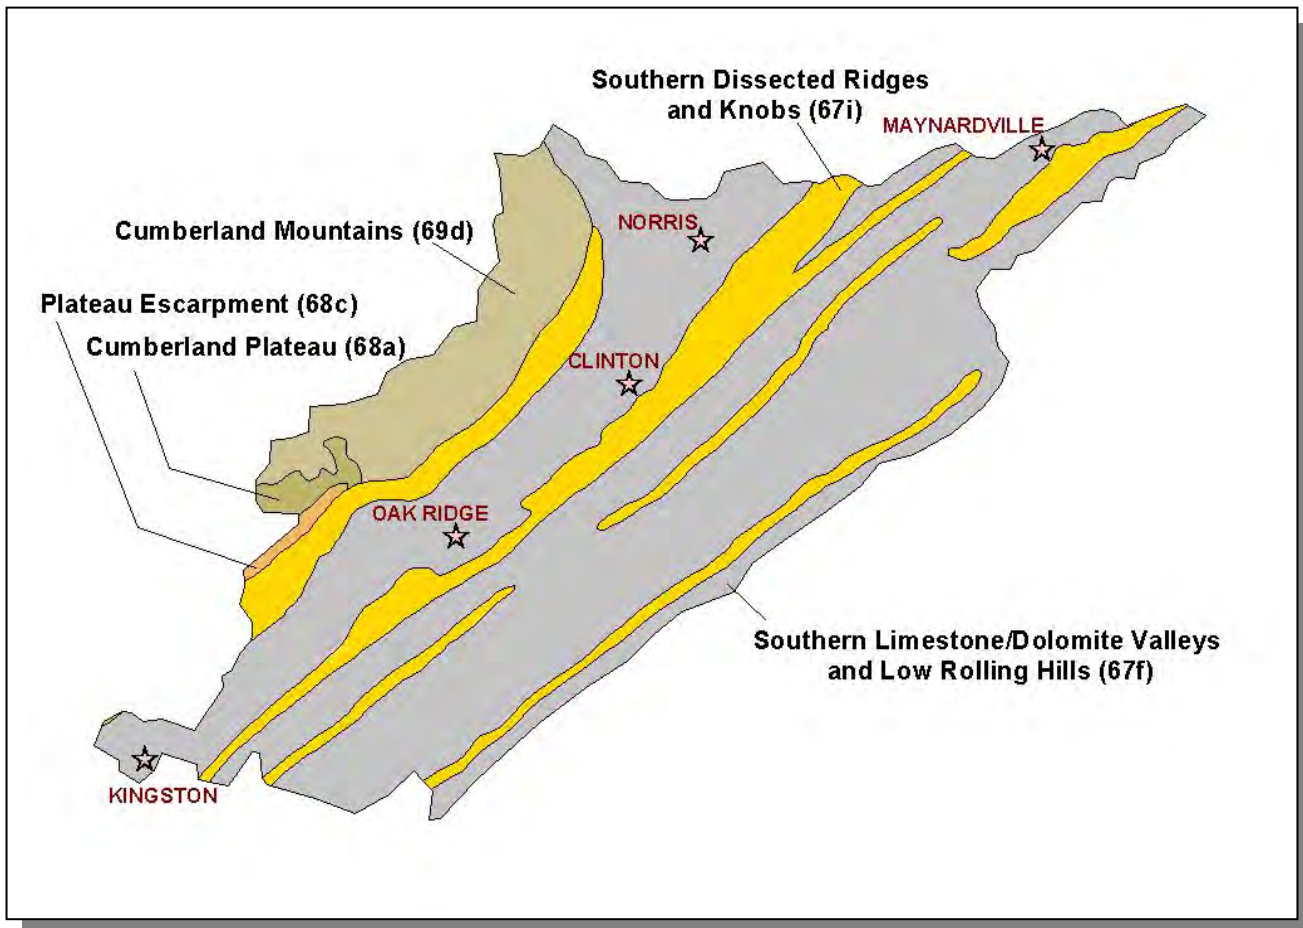 Southern Dissected Ridges
and Knobs (67i)
MAYNARDVILLE
NORRIS
Cumberland Mountains (69d)
Plateau Escarpment (68c)
Cumberland Plateau (68a)
CLINTON
OAK RIDGE
Southern Limestone/Dolomite Valleys
and Low Rolling Hills (67f)
KINGSTON